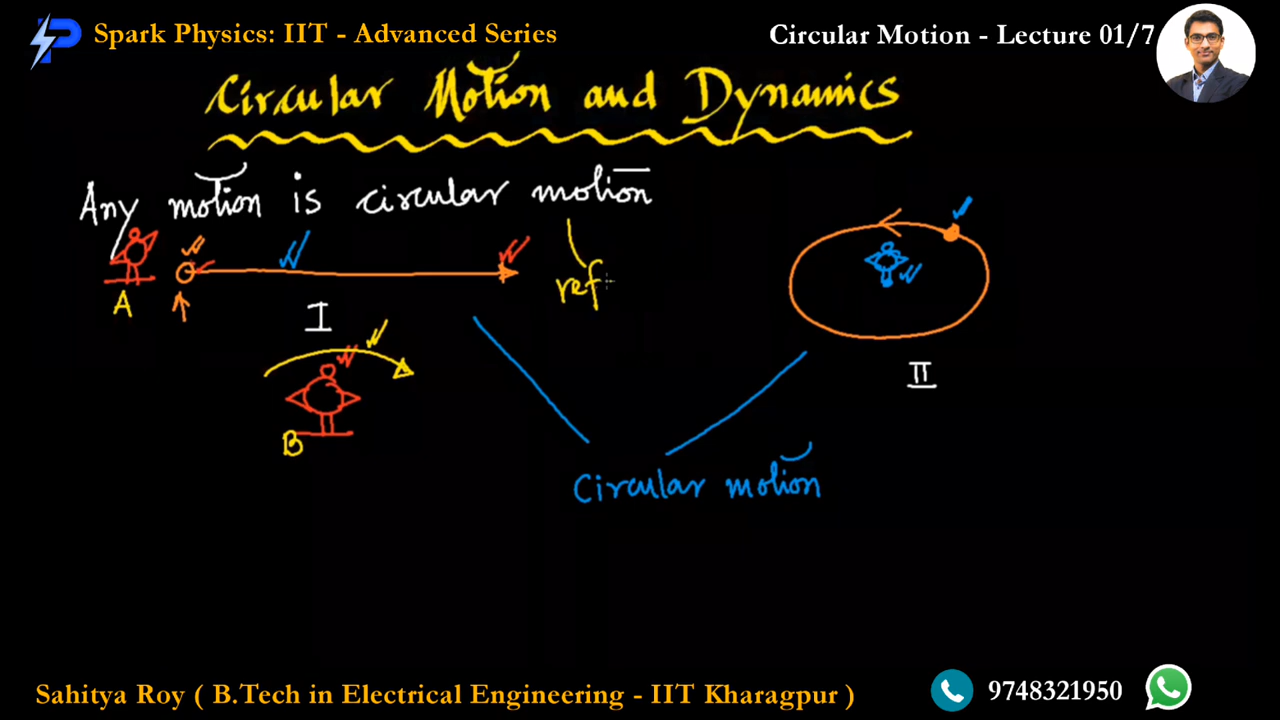 Spark Physics: IIT - Advanced Series
Circular Motion - Lecture 01/7
Circular Motion and Dynamics
Any motion is circular motion
ref
A
I
II
B
Circular motion
Sahitya Roy ( B.Tech in Electrical Engineering - IIT Kharagpur )
9748321950